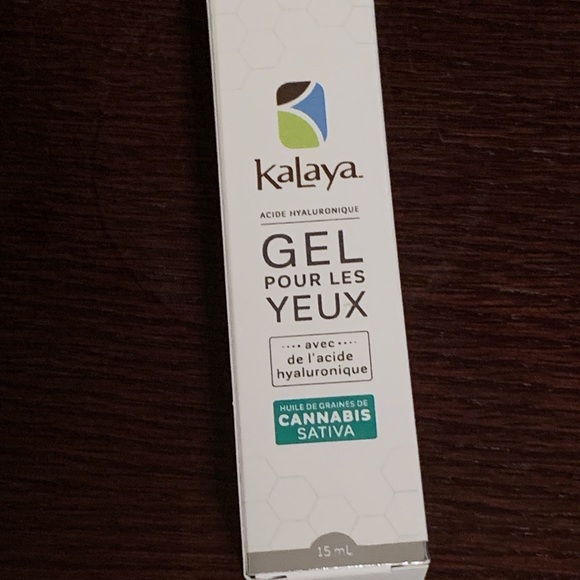 kaLaya
ACIDE HYALURONIQUE
GEL
POUR LES
YEUX
avec
de l'acide
hyaluronique
HUILE DE GRAINES DE
CANNABIS
SATIVA
15 mL